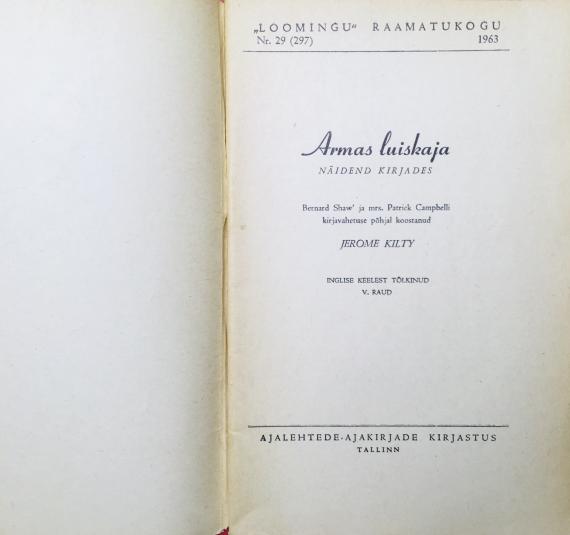 „LOOMINGU“ RAAMATUKOGU
Nr. 29 (297) 1963
Armas luiskaja
NÄIDEND KIRJADES
Bernard Shaw' ja mrs. Patrick Campbelli
kirjavahetuse põhjal koostanud
JEROME KILTY
INGLISE KEELEST TÕLKINUD
V. RAUD
AJALEHTEDE-AJAKIRJADE KIRJASTUS
TALLINN